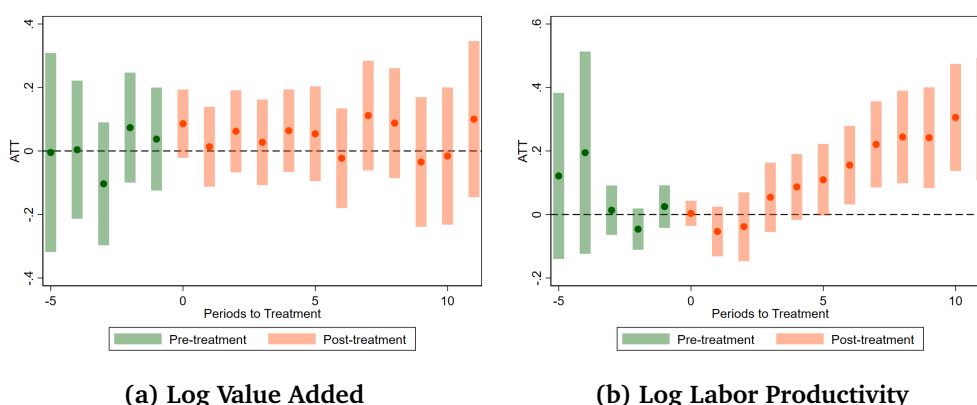 .4
.2
0
-.2
-.4
ATT
-5
0
5
10
Periods to Treatment
Pre-treatment
Post-treatment
(a) Log Value Added
.6
.4
.2
0
-.2
ATT
-5
0
5
10
Periods to Treatment
Pre-treatment
Post-treatment
(b) Log Labor Productivity